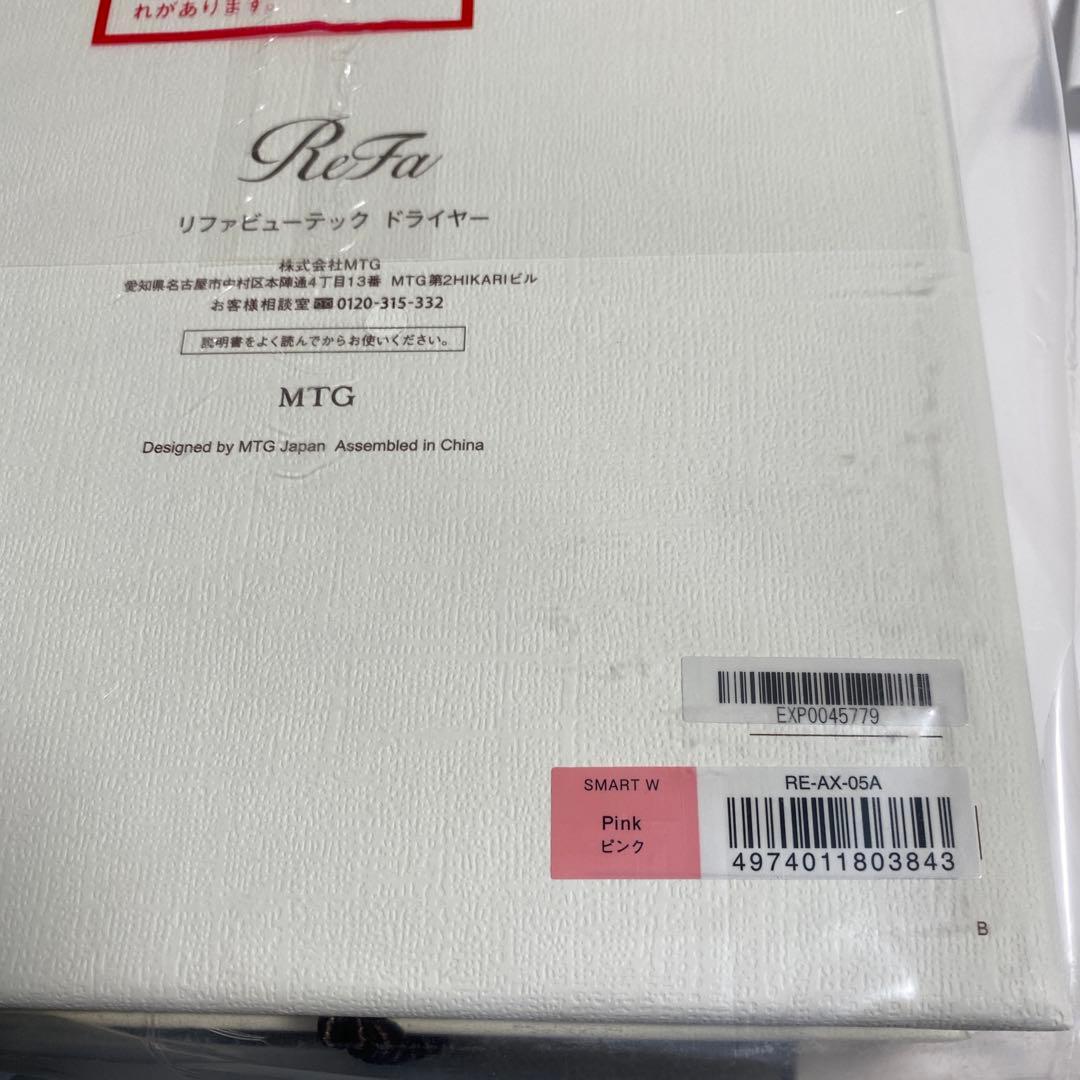 れがあります。
ReFa
リファビューテック ドライヤー
株式会社MTG
愛知県名古屋市中村区本陣通4丁目13番 MTG第2HIKARIビル
お客様相談室 0120-315-332
説明書をよく読んでからお使いください。
MTG
Designed by MTG Japan Assembled in China
EXP0045779
SMART W
Pink
ピンク
RE-AX-05A
4974011803843
B